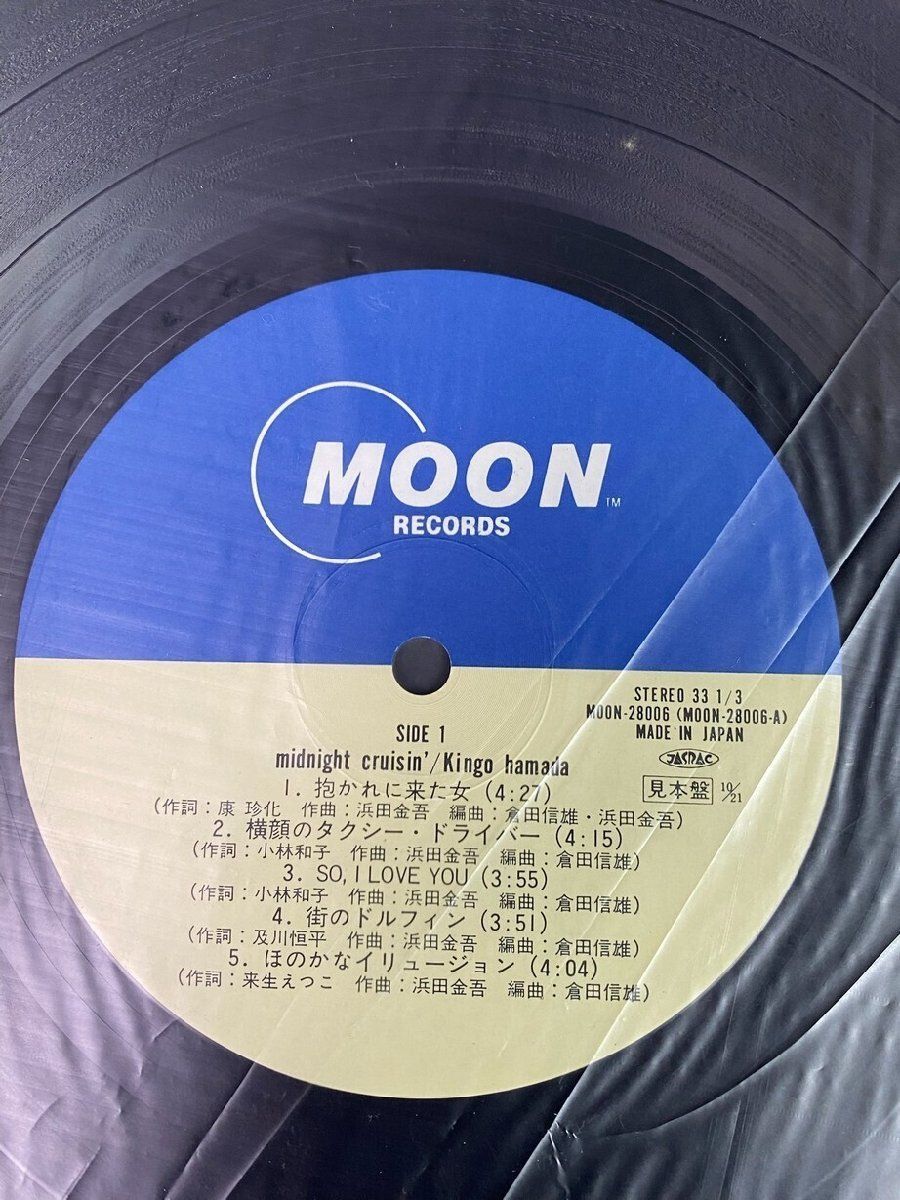 MOON TM
RECORDS
STEREO 33 1/3
MOON-28006 (MOON-28006-A)
MADE IN JAPAN
JASRAC
見本盤 10/21
SIDE 1
midnight cruisin'/Kingo hamada
1. 抱かれに来た女 (4:27)
(作詞:康 珍化 作曲:浜田金吾 編曲:倉田信雄・浜田金吾)
2. 横顔のタクシー・ドライバー (4:15)
(作詞:小林和子 作曲:浜田金吾 編曲:倉田信雄)
3. SO, I LOVE YOU (3:55)
(作詞:小林和子 作曲:浜田金吾 編曲:倉田信雄)
4. 街のドルフィン (3:51)
(作詞:及川恒平 作曲:浜田金吾 編曲:倉田信雄)
5. ほのかなイリュージョン (4:04)
(作詞:来生えつこ 作曲:浜田金吾 編曲:倉田信雄)